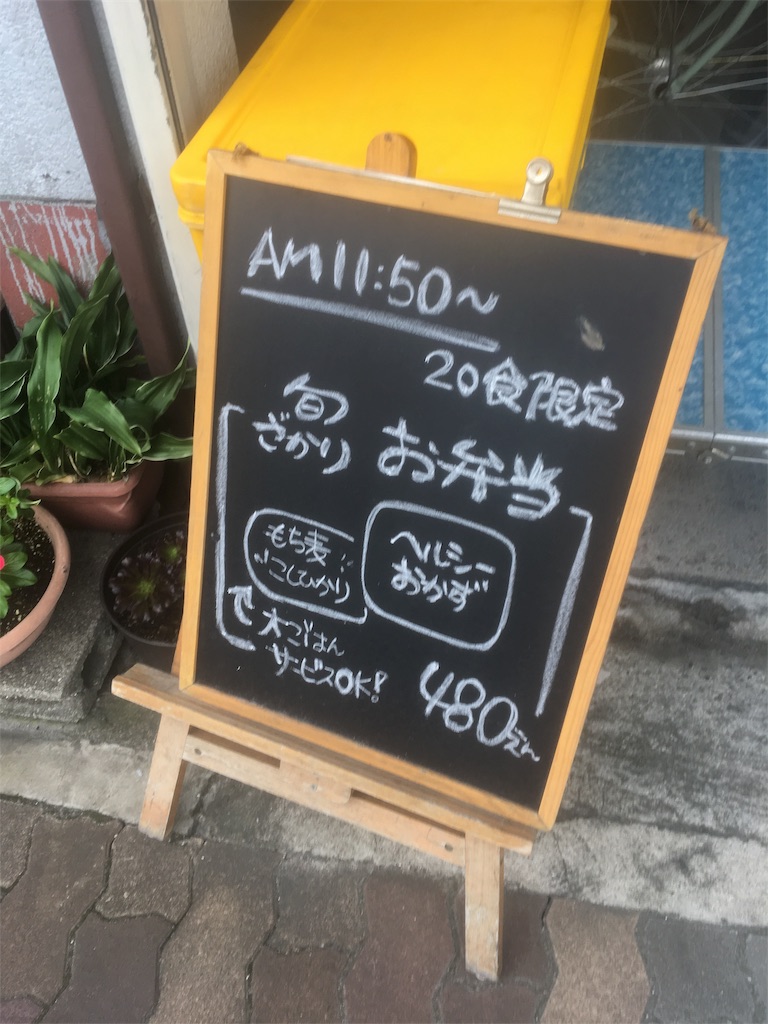 AM11:50〜
20食限定
旬
ざかり
お弁当
もち麦
こしひかり
ヘルシー
おかず
大ごはん
サービスOK!
480えん